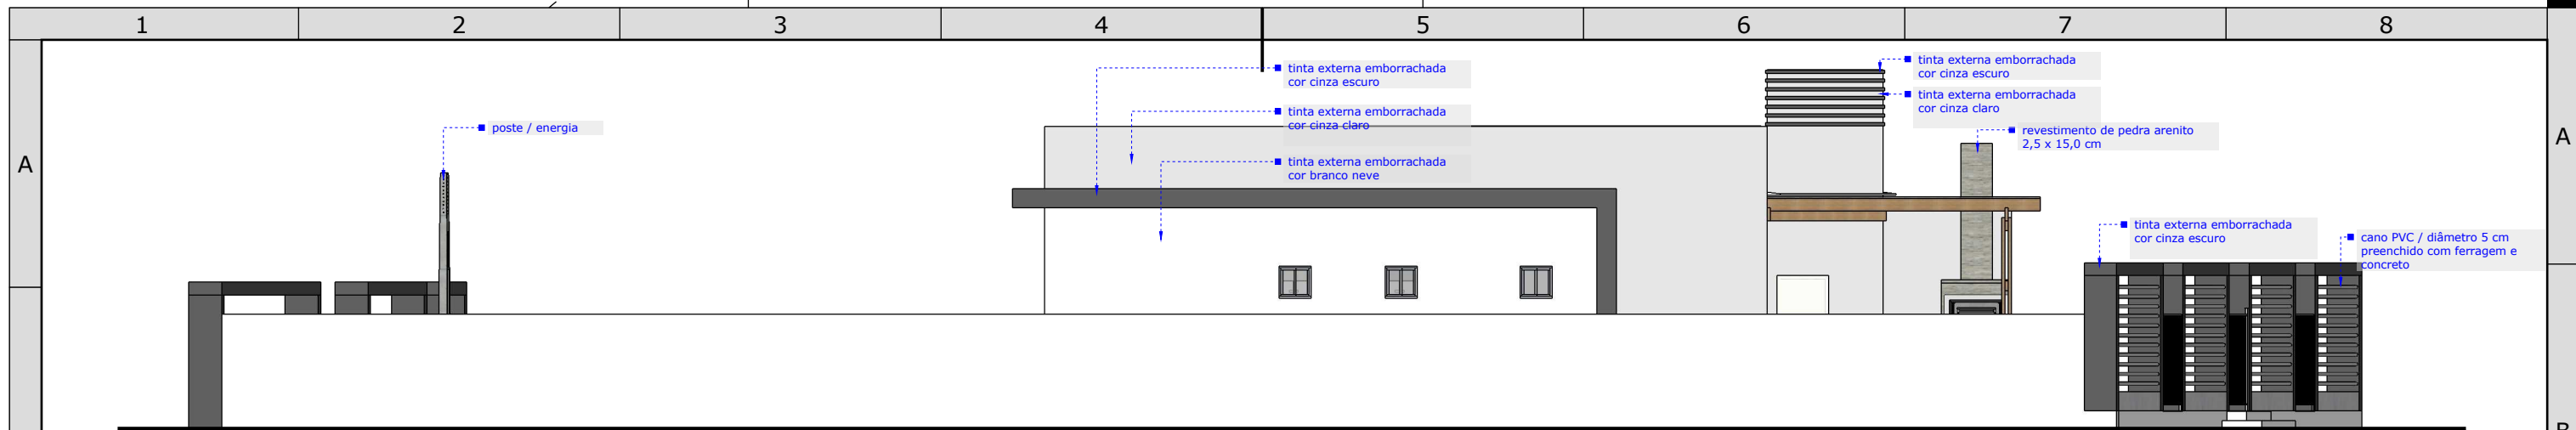 1 2 3 4 5 6 7 8
A
A
tinta externa emborrachada
cor cinza escuro
tinta externa emborrachada
cor cinza claro
tinta externa emborrachada
cor branco neve
poste / energia
tinta externa emborrachada
cor cinza escuro
tinta externa emborrachada
cor cinza claro
revestimento de pedra arenito
2,5 x 15,0 cm
tinta externa emborrachada
cor cinza escuro
cano PVC / diâmetro 5 cm
preenchido com ferragem e
concreto